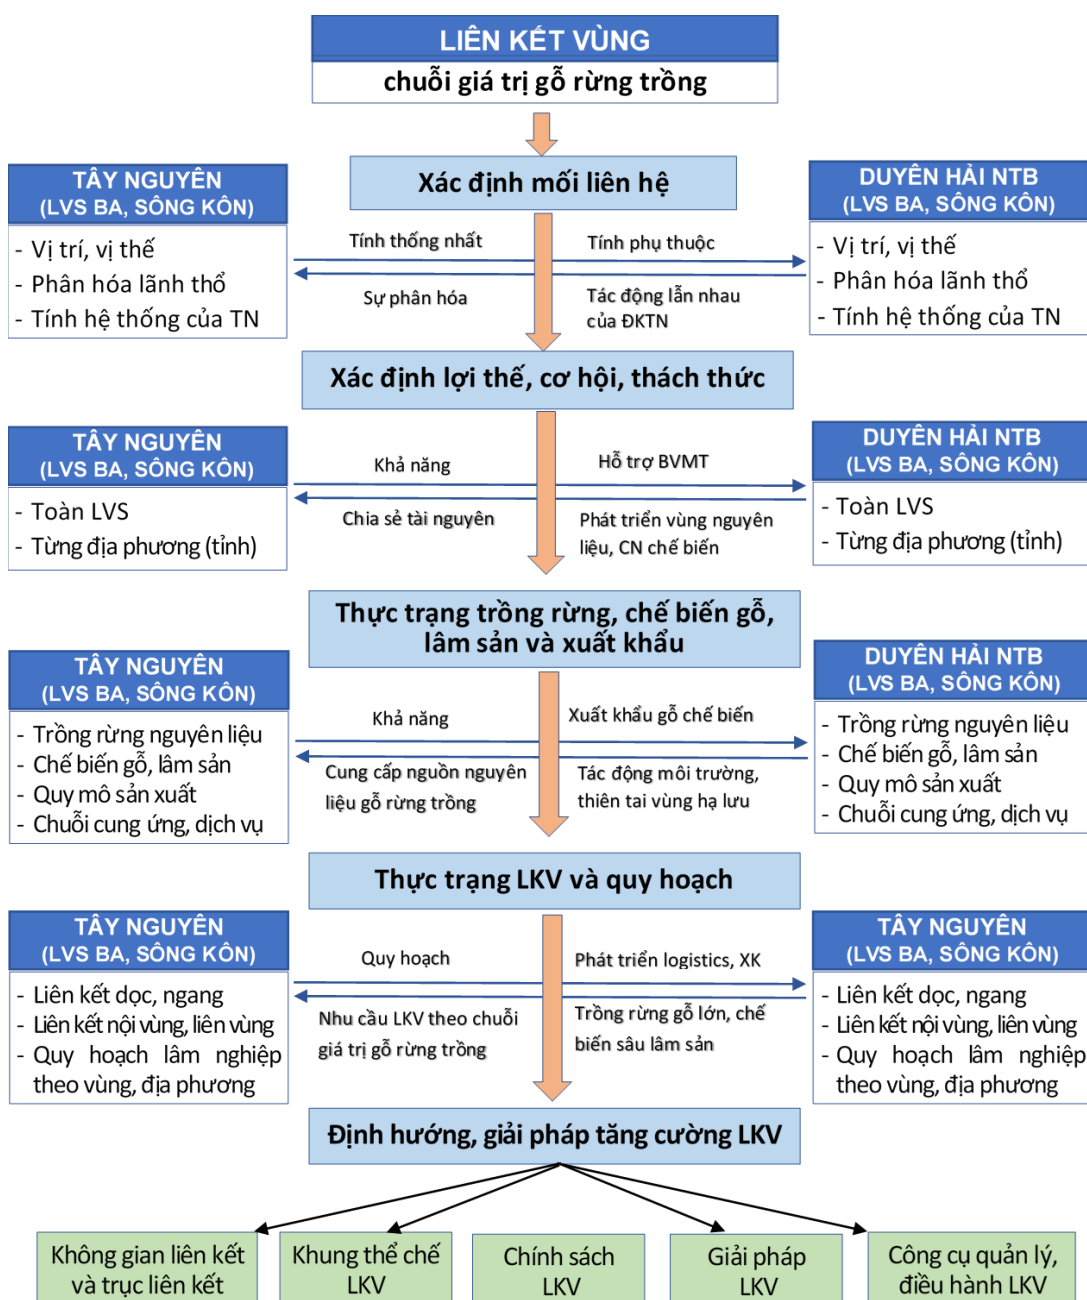 LIÊN KẾT VÙNG
chuỗi giá trị gỗ rừng trồng
Xác định mối liên hệ
TÂY NGUYÊN
(LVS BA, SÔNG KÔN)
- Vị trí, vị thế
- Phân hóa lãnh thổ
- Tính hệ thống của TN
Tính thống nhất
Tính phụ thuộc
Sự phân hóa
Tác động lẫn nhau
của ĐKTN
DUYÊN HẢI NTB
(LVS BA, SÔNG KÔN)
- Vị trí, vị thế
- Phân hóa lãnh thổ
- Tính hệ thống của TN
Xác định lợi thế, cơ hội, thách thức
TÂY NGUYÊN
(LVS BA, SÔNG KÔN)
- Toàn LVS
- Từng địa phương (tỉnh)
Khả năng
Hỗ trợ BVMT
Chia sẻ tài nguyên
Phát triển vùng nguyên
liệu, CN chế biến
DUYÊN HẢI NTB
(LVS BA, SÔNG KÔN)
- Toàn LVS
- Từng địa phương (tỉnh)
Thực trạng trồng rừng, chế biến gỗ,
lâm sản và xuất khẩu
TÂY NGUYÊN
(LVS BA, SÔNG KÔN)
- Trồng rừng nguyên liệu
- Chế biến gỗ, lâm sản
- Quy mô sản xuất
- Chuỗi cung ứng, dịch vụ
Khả năng
Xuất khẩu gỗ chế biến
Cung cấp nguồn nguyên
liệu gỗ rừng trồng
Tác động môi trường,
thiên tai vùng hạ lưu
DUYÊN HẢI NTB
(LVS BA, SÔNG KÔN)
- Trồng rừng nguyên liệu
- Chế biến gỗ, lâm sản
- Quy mô sản xuất
- Chuỗi cung ứng, dịch vụ
Thực trạng LKV và quy hoạch
TÂY NGUYÊN
(LVS BA, SÔNG KÔN)
- Liên kết dọc, ngang
- Liên kết nội vùng, liên vùng
- Quy hoạch lâm nghiệp
theo vùng, địa phương
Quy hoạch
Phát triển logistics, XK
Nhu cầu LKV theo chuỗi
giá trị gỗ rừng trồng
Trồng rừng gỗ lớn, chế
biến sâu lâm sản
TÂY NGUYÊN
(LVS BA, SÔNG KÔN)
- Liên kết dọc, ngang
- Liên kết nội vùng, liên vùng
- Quy hoạch lâm nghiệp
theo vùng, địa phương
Định hướng, giải pháp tăng cường LKV
Không gian liên kết
và trục liên kết
Khung thể chế
LKV
Chính sách
LKV
Giải pháp
LKV
Công cụ quản lý,
điều hành LKV